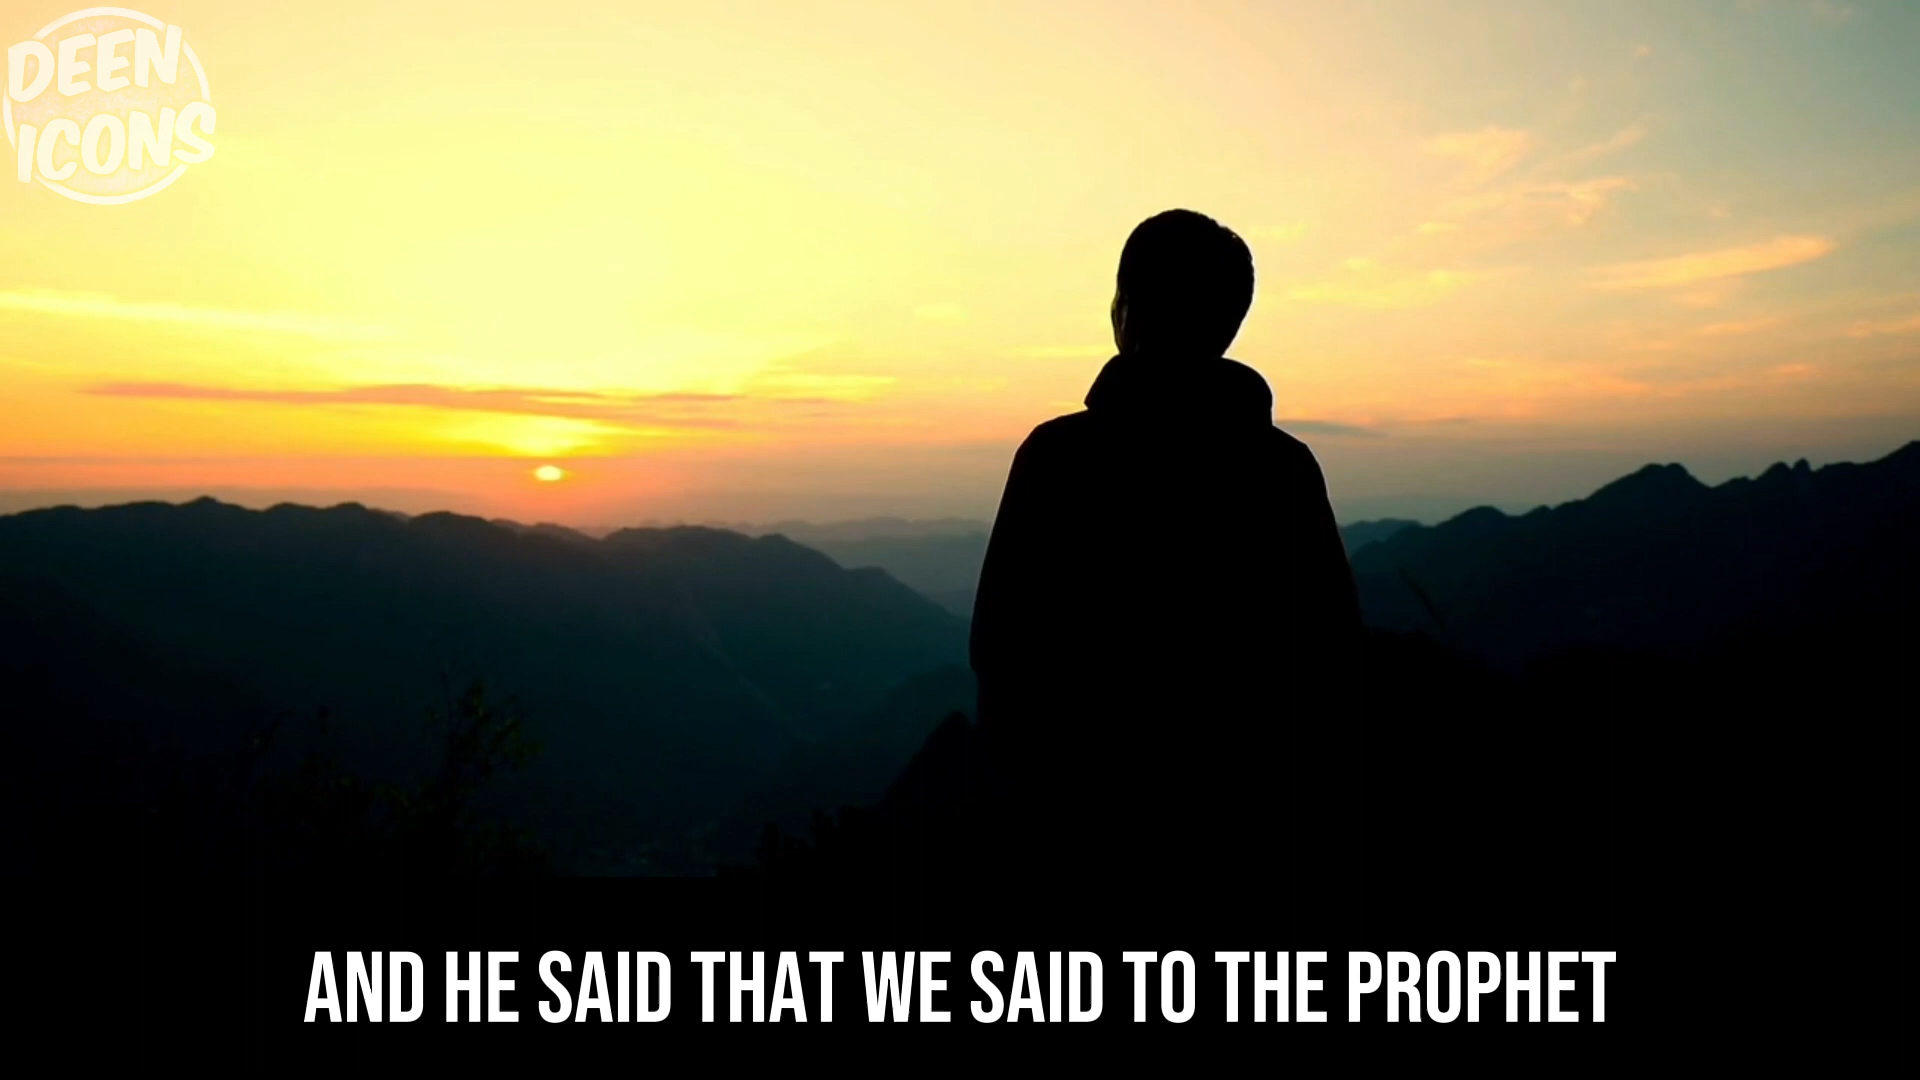 DEEN
ICONS
AND HE SAID THAT WE SAID TO THE PROPHET